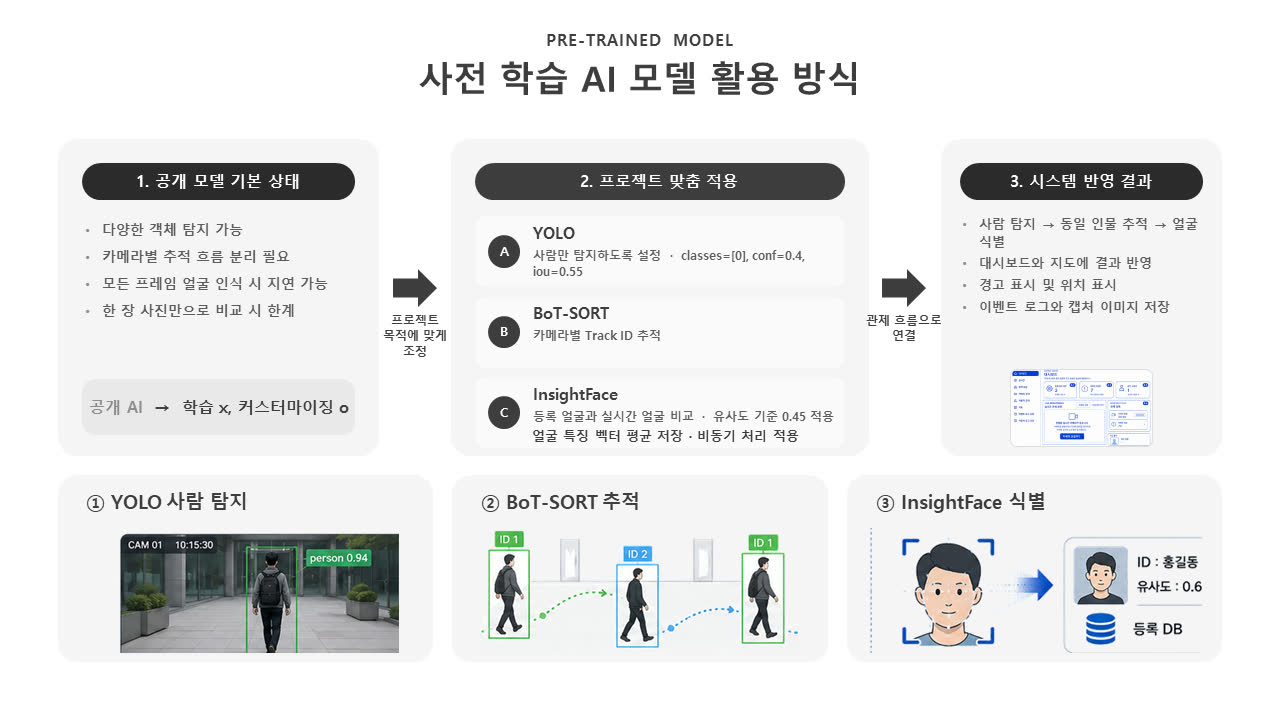 PRE-TRAINED MODEL
사전 학습 AI 모델 활용 방식
1. 공개 모델 기본 상태
• 다양한 객체 탐지 가능
• 카메라별 추적 흐름 분리 필요
• 모든 프레임 얼굴 인식 시 지연 가능
• 한 장 사진만으로 비교 시 한계
공개 AI → 학습 x, 커스터마이징 o
프로젝트
목적에 맞게
조정
2. 프로젝트 맞춤 적용
A
YOLO
사람만 탐지하도록 설정 · classes=[0], conf=0.4,
iou=0.55
B
BoT-SORT
카메라별 Track ID 추적
C
InsightFace
등록 얼굴과 실시간 얼굴 비교 · 유사도 기준 0.45 적용
얼굴 특징 벡터 평균 저장 · 비동기 처리 적용
관제 흐름으로
연결
3. 시스템 반영 결과
• 사람 탐지 → 동일 인물 추적 → 얼굴
식별
• 대시보드와 지도에 결과 반영
• 경고 표시 및 위치 표시
• 이벤트 로그와 캡처 이미지 저장
① YOLO 사람 탐지
CAM 01 10:15:30
person 0.94
② BoT-SORT 추적
ID 1
ID 2
ID 1
③ InsightFace 식별
ID : 홍길동
유사도 : 0.6
등록 DB